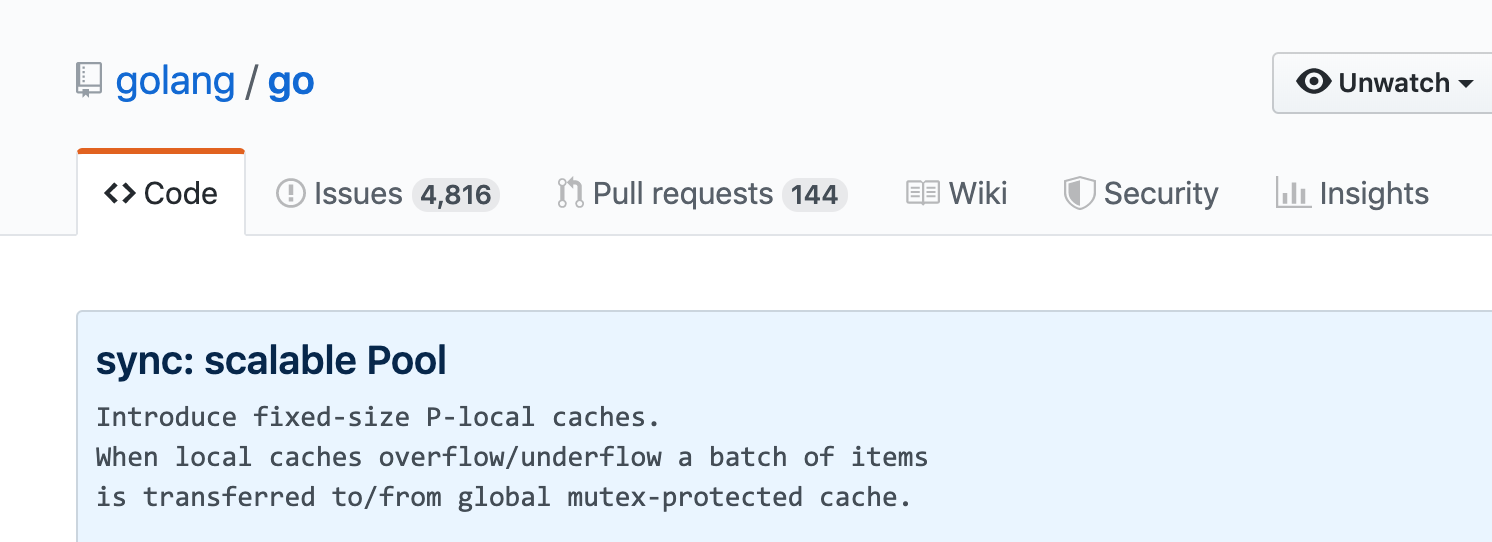 golang / go
Unwatch
Code
Issues 4,816
Pull requests 144
Wiki
Security
Insights
sync: scalable Pool
Introduce fixed-size P-local caches.
When local caches overflow/underflow a batch of items
is transferred to/from global mutex-protected cache.